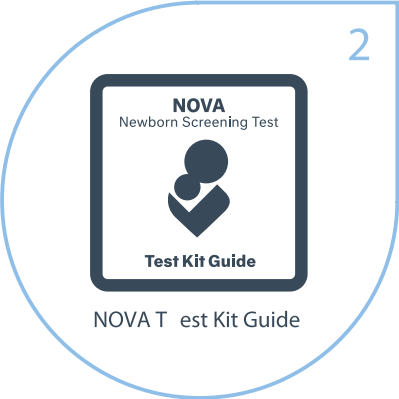 2
NOVA
Newborn Screening Test
Test Kit Guide
NOVA T est Kit Guide